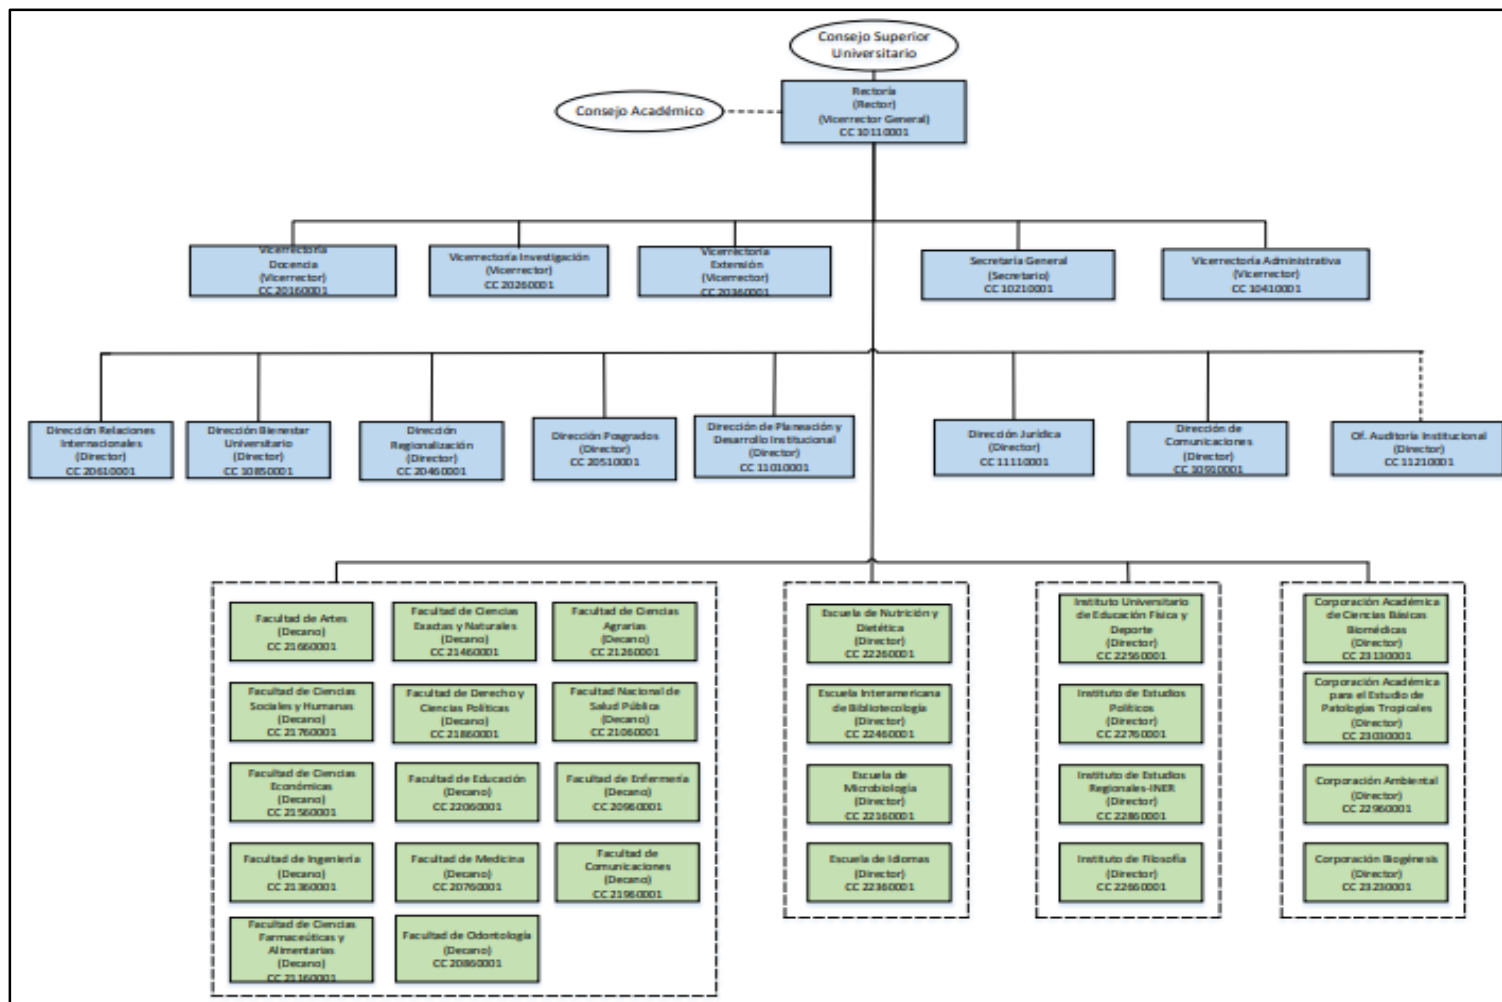 Consejo Superior
Universitario
Consejo Académico
Rectoría
(Rector)
(Vicerrector General)
CC 10110001
Vicerrectoría
Docencia
(Vicerrector)
CC 20160001
Vicerrectoría Investigación
(Vicerrector)
CC 20260001
Vicerrectoría
Extensión
(Vicerrector)
CC 20360001
Secretaría General
(Secretario)
CC 10210001
Vicerrectoría Administrativa
(Vicerrector)
CC 10410001
Dirección Relaciones
Internacionales
(Director)
CC 20610001
Dirección Bienestar
Universitario
(Director)
CC 10850001
Dirección
Regionalización
(Director)
CC 20460001
Dirección Posgrados
(Director)
CC 20510001
Dirección de Planeación y
Desarrollo Institucional
(Director)
CC 11010001
Dirección Jurídica
(Director)
CC 11110001
Dirección de
Comunicaciones
(Director)
CC 10910001
Of. Auditoría Institucional
(Director)
CC 11210001
Facultad de Artes
(Decano)
CC 21660001
Facultad de Ciencias
Exactas y Naturales
(Decano)
CC 21460001
Facultad de Ciencias
Agrarias
(Decano)
CC 21260001
Facultad de Ciencias
Sociales y Humanas
(Decano)
CC 21760001
Facultad de Derecho y
Ciencias Políticas
(Decano)
CC 21860001
Facultad Nacional de
Salud Pública
(Decano)
CC 21060001
Facultad de Ciencias
Económicas
(Decano)
CC 21560001
Facultad de Educación
(Decano)
CC 22060001
Facultad de Enfermería
(Decano)
CC 20960001
Facultad de Ingeniería
(Decano)
CC 21360001
Facultad de Medicina
(Decano)
CC 20760001
Facultad de
Comunicaciones
(Decano)
CC 21960001
Facultad de Ciencias
Farmaceúticas y
Alimentarias
(Decano)
CC 21160001
Facultad de Odontología
(Decano)
CC 20860001
Escuela de Nutrición y
Dietética
(Director)
CC 22260001
Escuela Interamericana
de Bibliotecología
(Director)
CC 22460001
Escuela de
Microbiología
(Director)
CC 22160001
Escuela de Idiomas
(Director)
CC 22360001
Instituto Universitario
de Educación Física y
Deporte
(Director)
CC 22560001
Instituto de Estudios
Políticos
(Director)
CC 22760001
Instituto de Estudios
Regionales-INER
(Director)
CC 22860001
Instituto de Filosofía
(Director)
CC 22660001
Corporación Académica
de Ciencias Básicas
Biomédicas
(Director)
CC 23130001
Corporación Académica
para el Estudio de
Patologías Tropicales
(Director)
CC 23030001
Corporación Ambiental
(Director)
CC 22960001
Corporación Biogénesis
(Director)
CC 23230001